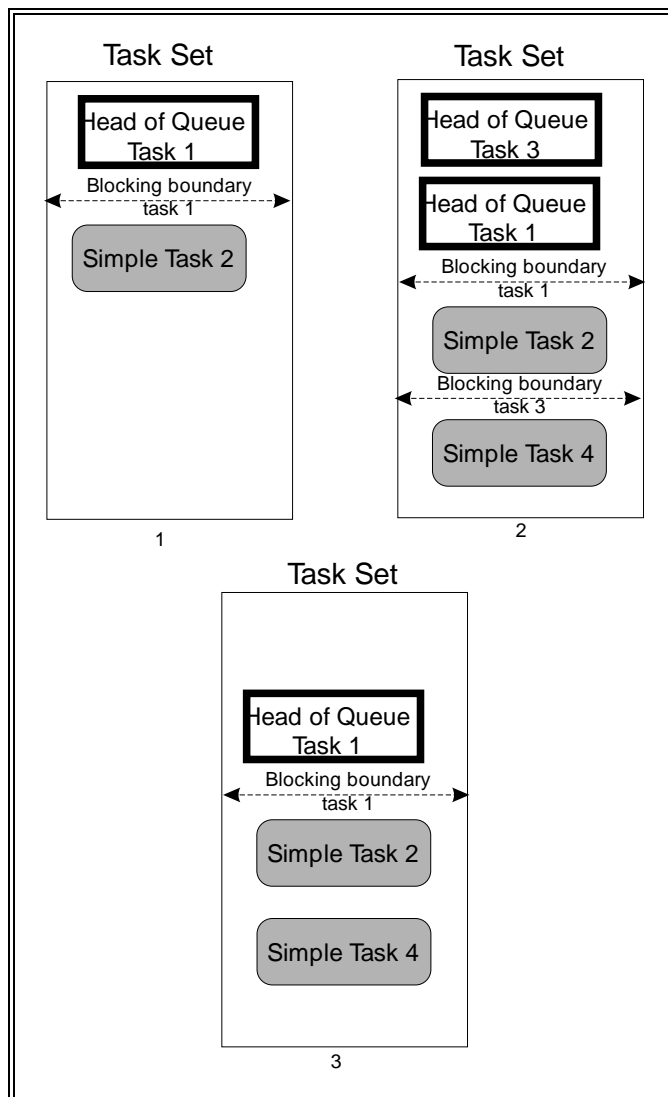 Task Set
Head of Queue
Task 1
Blocking boundary
task 1
Simple Task 2
1
Task Set
Head of Queue
Task 3
Head of Queue
Task 1
Blocking boundary
task 1
Simple Task 2
Blocking boundary
task 3
Simple Task 4
2
Task Set
Head of Queue
Task 1
Blocking boundary
task 1
Simple Task 2
Simple Task 4
3